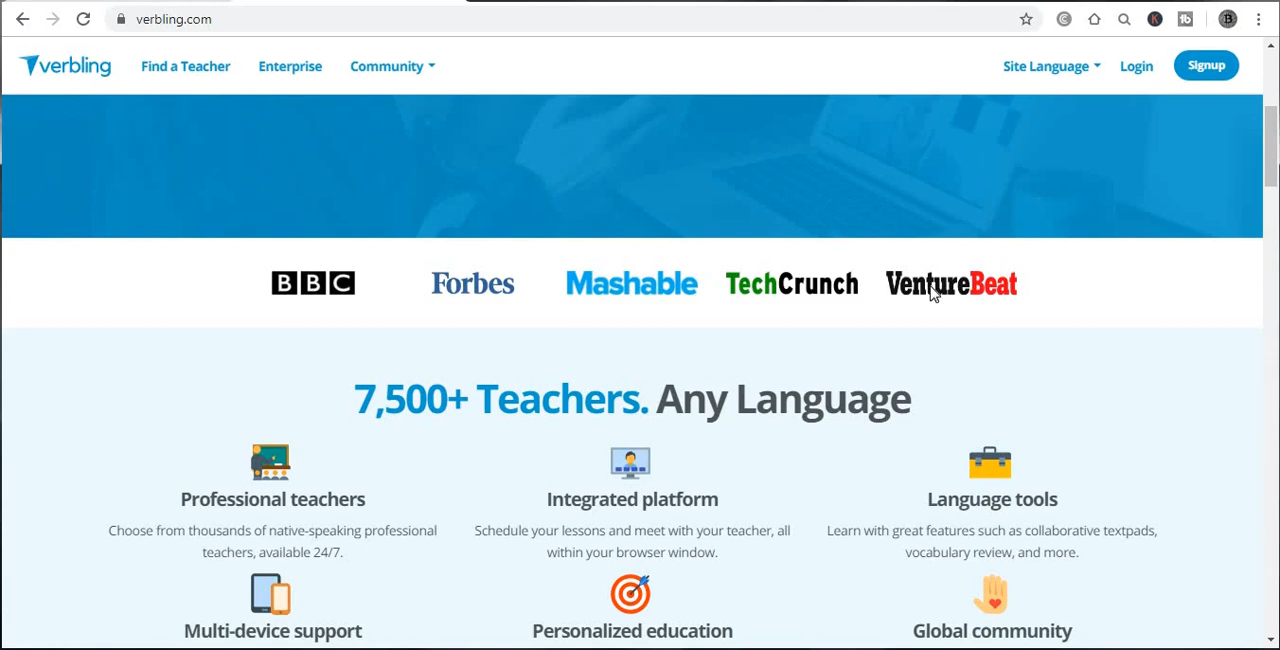 verbling.com
verbling Find a Teacher Enterprise Community Site Language Login Signup
BBC Forbes Mashable TechCrunch VentureBeat
7,500+ Teachers. Any Language
Professional teachers
Choose from thousands of native-speaking professional
teachers, available 24/7.
Integrated platform
Schedule your lessons and meet with your teacher, all
within your browser window.
Language tools
Learn with great features such as collaborative textpads,
vocabulary review, and more.
Multi-device support
Personalized education
Global community